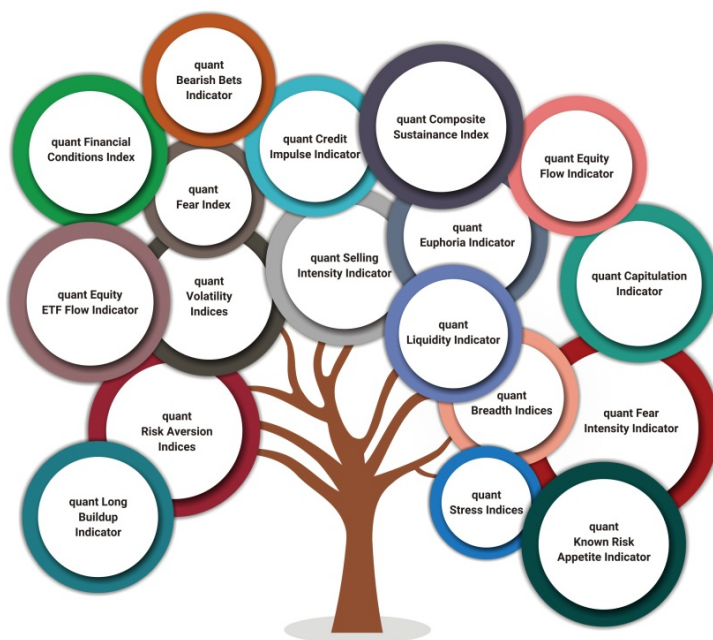 quant
Bearish Bets
Indicator
quant Financial
Conditions Index
quant Credit
Impulse Indicator
quant Composite
Sustainance Index
quant Equity
Flow Indicator
quant
Fear Index
quant Selling
Intensity Indicator
quant
Euphoria Indicator
quant Capitulation
Indicator
quant Equity
ETF Flow Indicator
quant
Volatility
Indices
quant
Liquidity Indicator
quant
Risk Aversion
Indices
quant
Breadth Indices
quant Fear
Intensity Indicator
quant Long
Buildup
Indicator
quant
Stress Indices
quant
Known Risk
Appetite Indicator